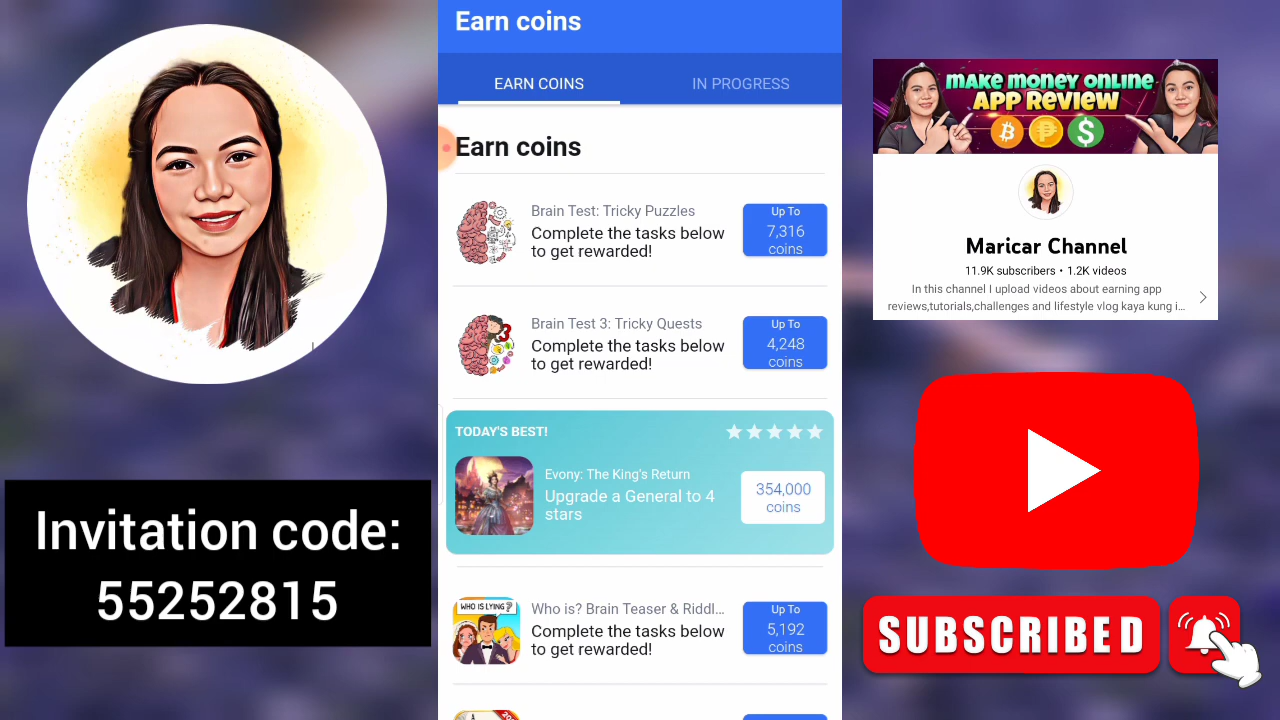 Invitation code:
55252815
Earn coins
EARN COINS
IN PROGRESS
Earn coins
Brain Test: Tricky Puzzles
Complete the tasks below
to get rewarded!
Up To
7,316
coins
Brain Test 3: Tricky Quests
Complete the tasks below
to get rewarded!
Up To
4,248
coins
TODAY'S BEST!
Evony: The King's Return
Upgrade a General to 4
stars
354,000
coins
WHO IS LYING?
Who is? Brain Teaser & Riddl...
Complete the tasks below
to get rewarded!
Up To
5,192
coins
MAKE MONEY ONLINE
APP REVIEW
Maricar Channel
11.9K subscribers • 1.2K videos
In this channel I upload videos about earning app
reviews,tutorials,challenges and lifestyle vlog kaya kung i...
SUBSCRIBED